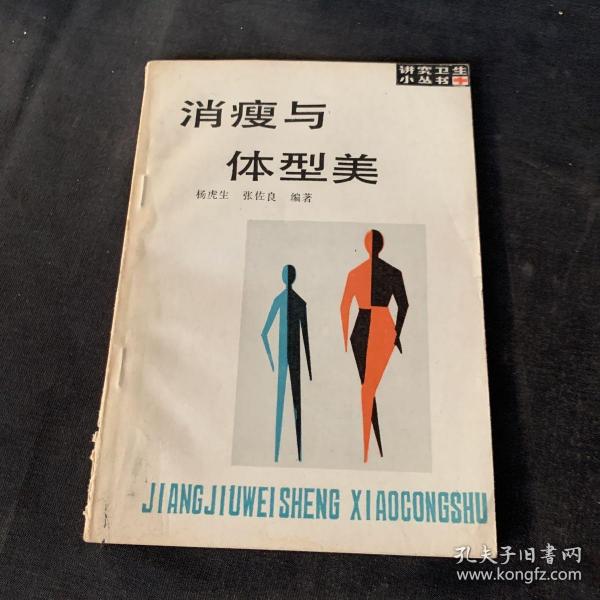 讲究卫生
小丛书
消瘦与
体型美
杨虎生 张佐良 编著
JIANGJIUWEISHENG XIAOCONGSHU
孔夫子旧書网
www.kongfz.com